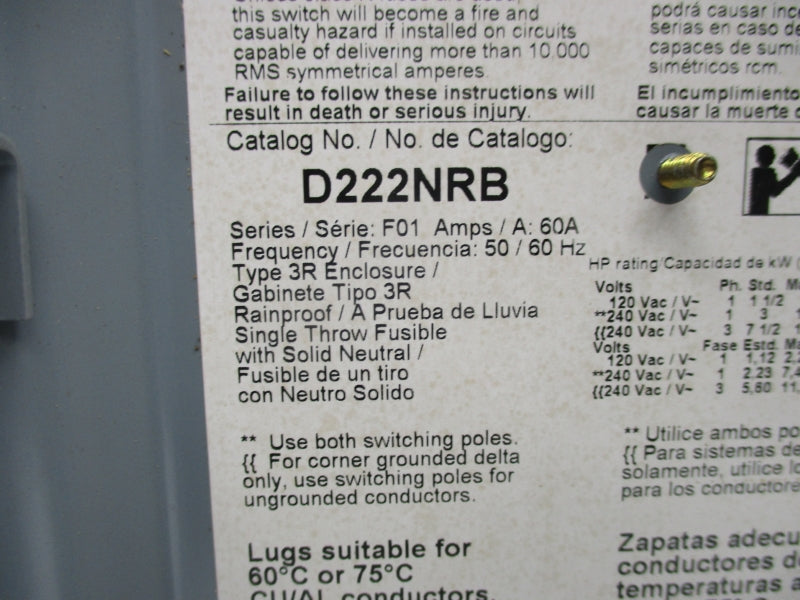 this switch will become a fire and
casualty hazard if installed on circuits
capable of delivering more than 10 000
RMS symmetrical amperes.
Failure to follow these instructions will
result in death or serious injury.
podrá causar
serias en caso de
capaces de
simétricos rcm.
El incumplimiento
causar la muerte
Catalog No. / No. de Catalogo:
D222NRB
Series / Série: F01 Amps / A: 60A
Frequency / Frecuencia: 50 / 60 Hz
Type 3R Enclosure /
Gabinete Tipo 3R
Rainproof / A Prueba de Lluvia
Single Throw Fusible
with Solid Neutral /
Fusible de un tiro
con Neutro Solido
HP rating/Capacidad de kW
Volts Ph. Std.
120 Vac / V~ 1 1 1/2
**240 Vac / V~ 1 3
{{240 Vac / V~ 3 7 1/2
Volts Fase Estd.
120 Vac / V~ 1 1,12
**240 Vac / V~ 1 2,23
{{240 Vac / V~ 3 5,60
** Use both switching poles.
{{ For corner grounded delta
only, use switching poles for
ungrounded conductors.
** Utilice ambos
{{ Para sistemas
solamente, utilice
para los
Lugs suitable for
60°C or 75°C
CU/AL conductors.
Zapatas
conductores
temperaturas